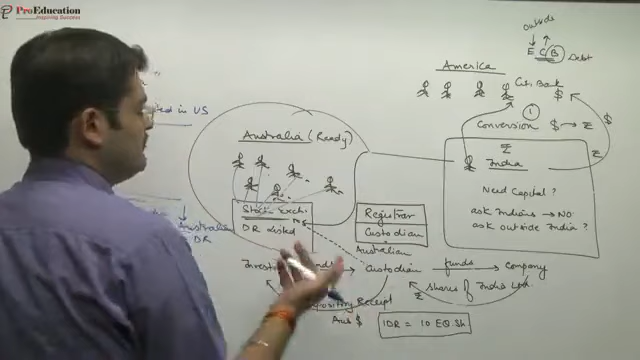 ProEducation
Inspiring Success
outside
E C B Debt
America
Citi Bank
$
$
①
Conversion $ → ₹
₹
India
₹
Need Capital?
ask Indians → NO
ask outside India?
in US
Australia (Ready)
Stock Exch.
DR Listed
Registrar
Custodian
Australian
Australia
DR
Custodian
funds
Company
shares of India Ltd.
₹
Receipt
Aus $
1DR = 10 EQ.Sh